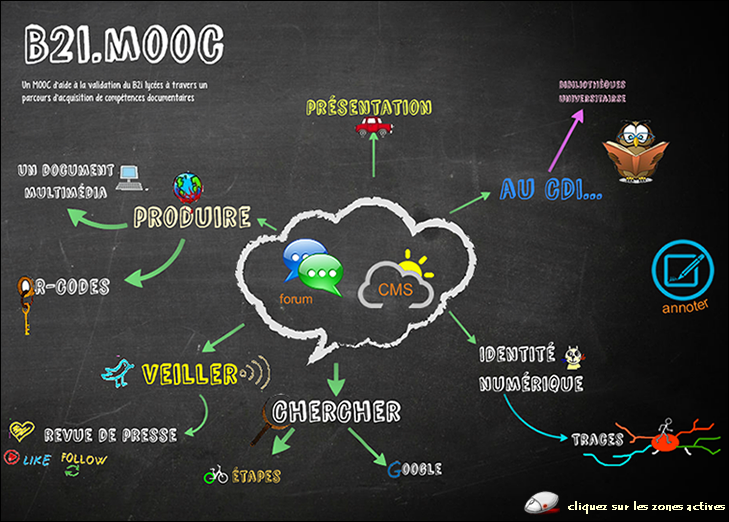 B2I.MOOC
Un MOOC d'aide à la validation du B2i lycées à travers un
parcours d'acquisition de compétences documentaires
PRÉSENTATION
BIBLIOTHÈQUES
UNIVERSITAIRSE
AU CDI...
UN DOCUMENT
MULTIMÉDIA
PRODUIRE
R-CODES
forum
CMS
annoter
VEILLER
IDENTITÉ
NUMÉRIQUE
CHERCHER
REVUE DE PRESSE
LIKE
FOLLOW
ÉTAPES
GOOGLE
TRACES
cliquez sur les zones actives